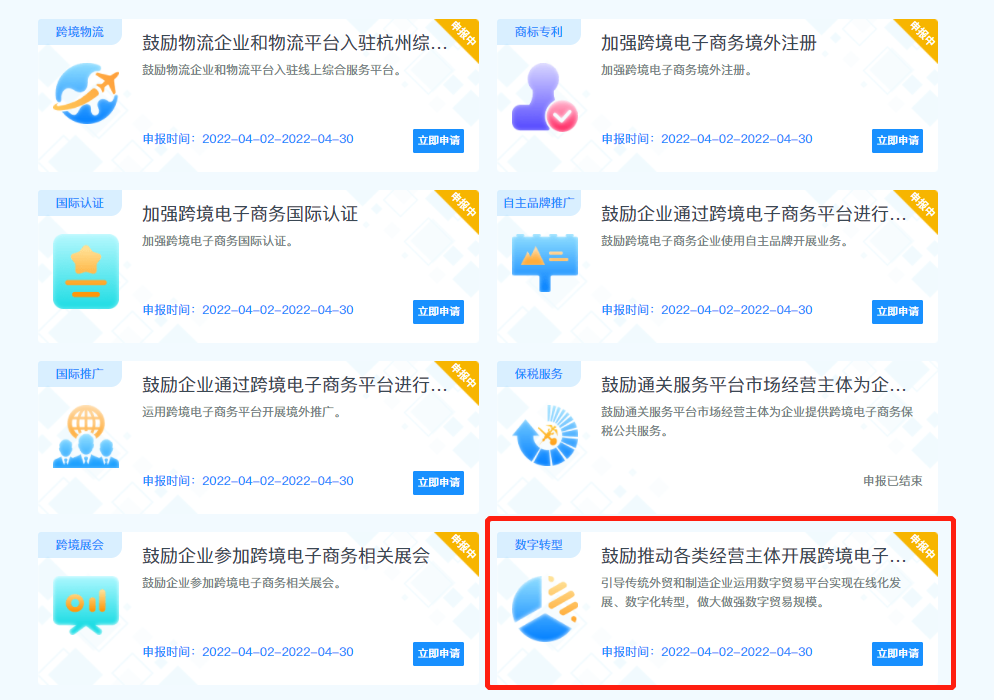 跨境物流
申报中
鼓励物流企业和物流平台入驻杭州综...
鼓励物流企业和物流平台入驻线上综合服务平台。
申报时间：2022-04-02-2022-04-30
立即申请
商标专利
申报中
加强跨境电子商务境外注册
加强跨境电子商务境外注册。
申报时间：2022-04-02-2022-04-30
立即申请
国际认证
申报中
加强跨境电子商务国际认证
加强跨境电子商务国际认证。
申报时间：2022-04-02-2022-04-30
立即申请
自主品牌推广
申报中
鼓励企业通过跨境电子商务平台进行...
鼓励跨境电子商务企业使用自主品牌开展业务。
申报时间：2022-04-02-2022-04-30
立即申请
国际推广
申报中
鼓励企业通过跨境电子商务平台进行...
运用跨境电子商务平台开展境外推广。
申报时间：2022-04-02-2022-04-30
立即申请
保税服务
鼓励通关服务平台市场经营主体为企...
鼓励通关服务平台市场经营主体为企业提供跨境电子商务保
税公共服务。
申报已结束
跨境展会
申报中
鼓励企业参加跨境电子商务相关展会
鼓励企业参加跨境电子商务相关展会。
申报时间：2022-04-02-2022-04-30
立即申请
数字转型
申报中
鼓励推动各类经营主体开展跨境电子...
引导传统外贸和制造企业运用数字贸易平台实现在线化发
展、数字化转型，做大做强数字贸易规模。
申报时间：2022-04-02-2022-04-30
立即申请